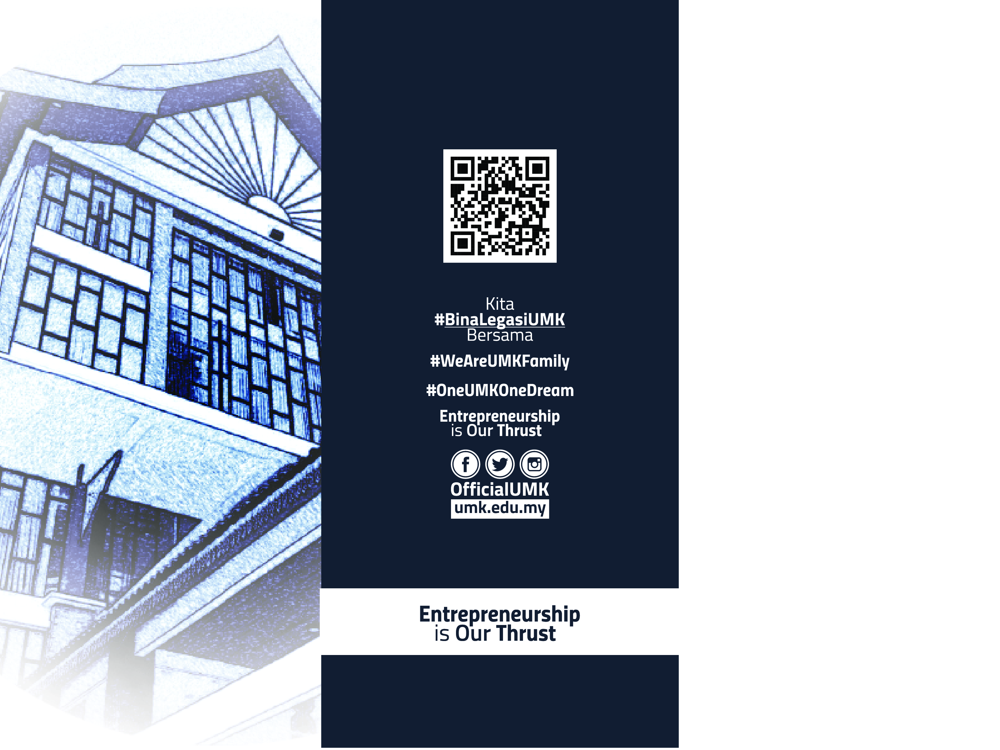 Kita
#BinaLegasiUMK
Bersama
#WeAreUMKFamily
#OneUMKOneDream
Entrepreneurship
is Our Thrust
OfficialUMK
umk.edu.my
Entrepreneurship
is Our Thrust